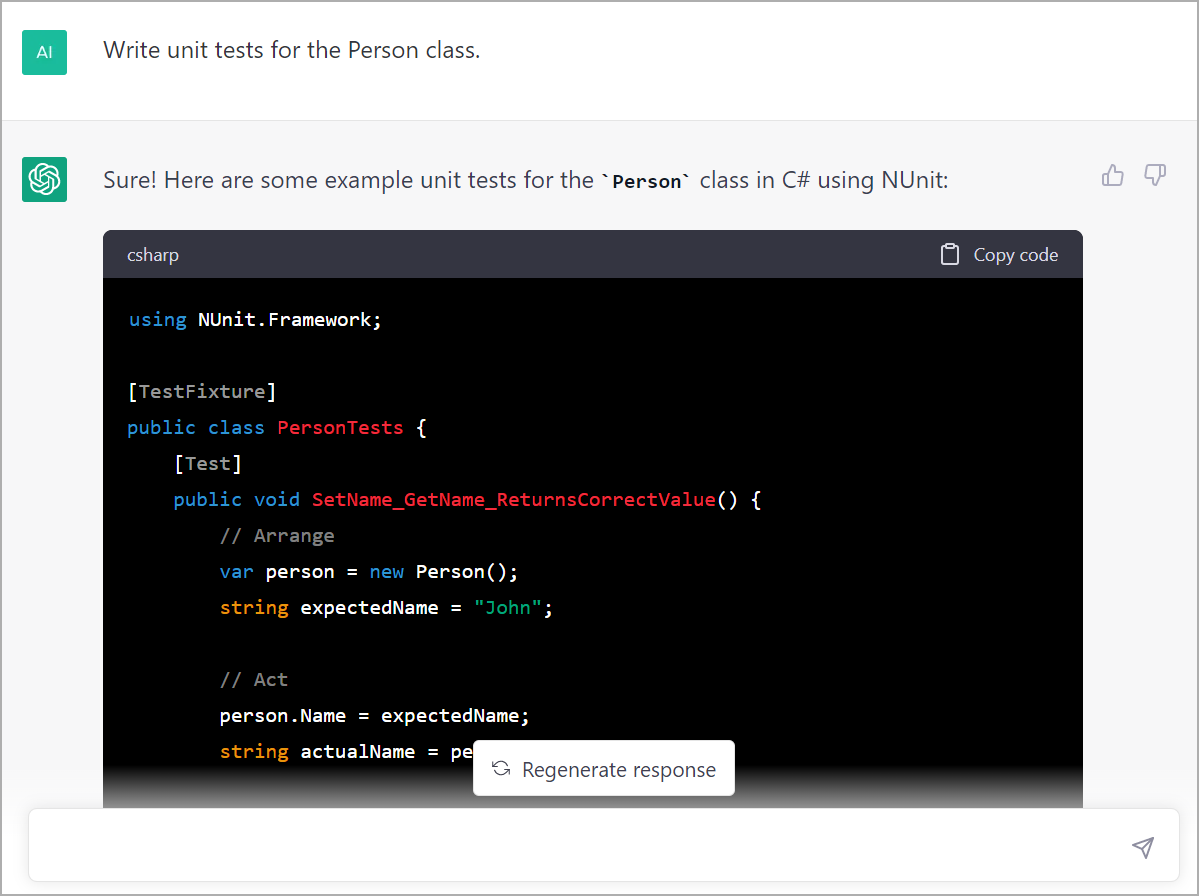 AI
Write unit tests for the Person class.
Sure! Here are some example unit tests for the `Person` class in C# using NUnit:
csharp
Copy code
using NUnit.Framework;
[TestFixture]
public class PersonTests {
[Test]
public void SetName_GetName_ReturnsCorrectValue() {
// Arrange
var person = new Person();
string expectedName = "John";
// Act
person.Name = expectedName;
string actualName = pe
Regenerate response